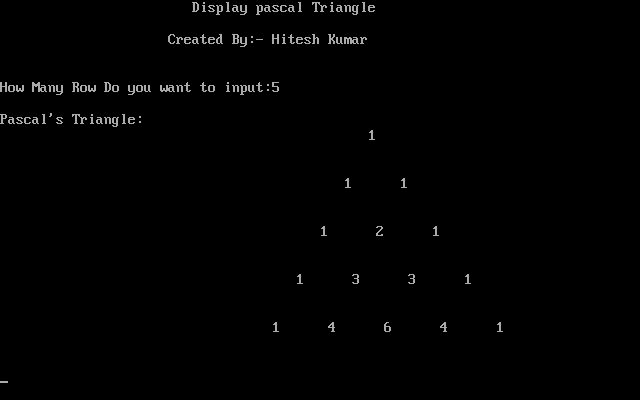 Display pascal Triangle
Created By:- Hitesh Kumar
How Many Row Do you want to input:5
Pascal's Triangle:
1
1 1
1 2 1
1 3 3 1
1 4 6 4 1